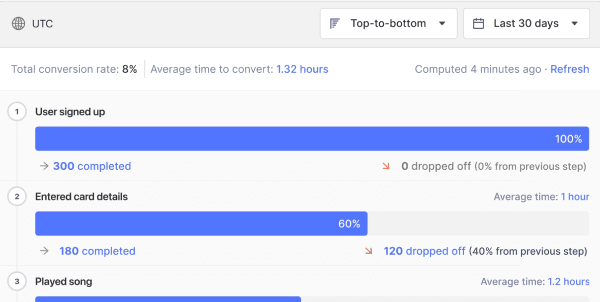 UTC
Top-to-bottom
Last 30 days
Total conversion rate: 8% Average time to convert: 1.32 hours
Computed 4 minutes ago · Refresh
1 User signed up
100%
→ 300 completed
0 dropped off (0% from previous step)
2 Entered card details
Average time: 1 hour
60%
→ 180 completed
120 dropped off (40% from previous step)
3 Played song
Average time: 1.2 hours